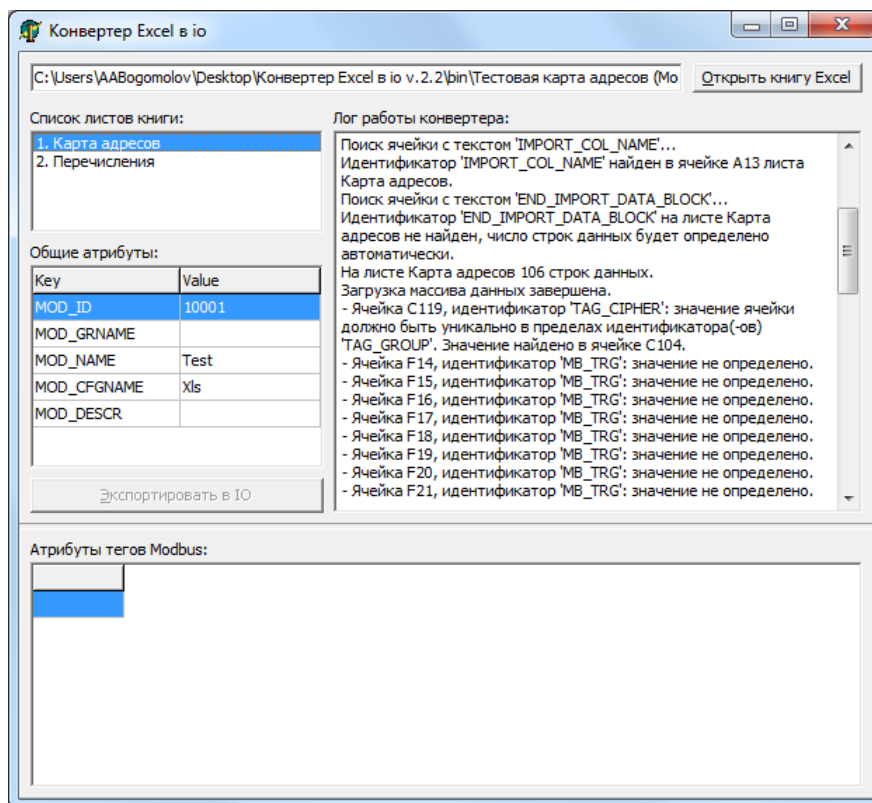 Конвертер Excel в io
C:\Users\AABogomolov\Desktop\Конвертер Excel в io v.2.2\bin\Тестовая карта адресов (Mo
Открыть книгу Excel
Список листов книги:
1. Карта адресов
2. Перечисления
Общие атрибуты:
Key Value
MOD_ID 10001
MOD_GRNAME
MOD_NAME Test
MOD_CFGNAME Xls
MOD_DESCR
Экспортировать в IO
Лог работы конвертера:
Поиск ячейки с текстом 'IMPORT_COL_NAME'...
Идентификатор 'IMPORT_COL_NAME' найден в ячейке A13 листа
Карта адресов.
Поиск ячейки с текстом 'END_IMPORT_DATA_BLOCK'...
Идентификатор 'END_IMPORT_DATA_BLOCK' на листе Карта
адресов не найден, число строк данных будет определено
автоматически.
На листе Карта адресов 106 строк данных.
Загрузка массива данных завершена.
- Ячейка C119, идентификатор 'TAG_CIPHER': значение ячейки
должно быть уникально в пределах идентификатора(-ов)
'TAG_GROUP'. Значение найдено в ячейке C104.
- Ячейка F14, идентификатор 'MB_TRG': значение не определено.
- Ячейка F15, идентификатор 'MB_TRG': значение не определено.
- Ячейка F16, идентификатор 'MB_TRG': значение не определено.
- Ячейка F17, идентификатор 'MB_TRG': значение не определено.
- Ячейка F18, идентификатор 'MB_TRG': значение не определено.
- Ячейка F19, идентификатор 'MB_TRG': значение не определено.
- Ячейка F20, идентификатор 'MB_TRG': значение не определено.
- Ячейка F21, идентификатор 'MB_TRG': значение не определено.
Атрибуты тегов Modbus: